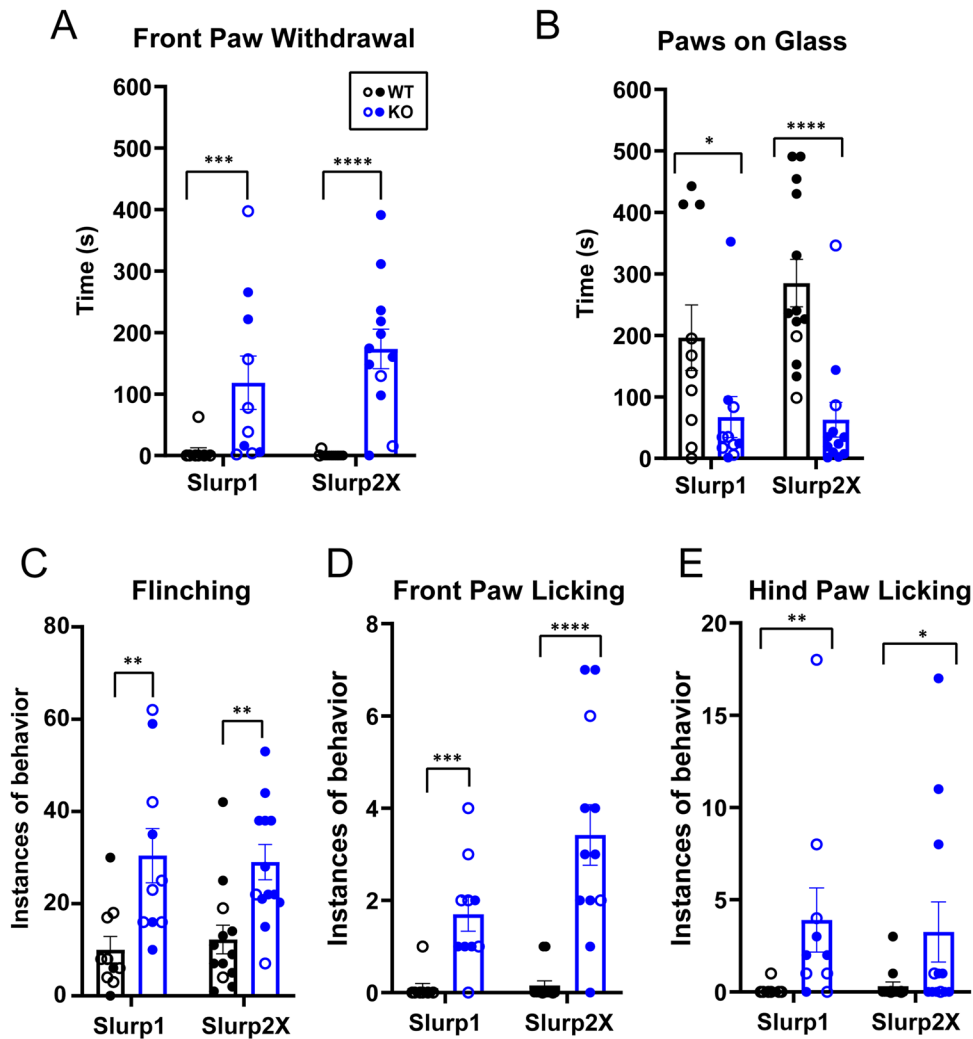 A
Front Paw Withdrawal
WT
KO
Time (s)
600
500
400
300
200
100
0
***
****
Slurp1
Slurp2X
B
Paws on Glass
Time (s)
600
500
400
300
200
100
0
*
****
Slurp1
Slurp2X
C
Flinching
Instances of behavior
80
60
40
20
0
**
**
Slurp1
Slurp2X
D
Front Paw Licking
Instances of behavior
8
6
4
2
0
***
****
Slurp1
Slurp2X
E
Hind Paw Licking
Instances of behavior
20
15
10
5
0
**
*
Slurp1
Slurp2X